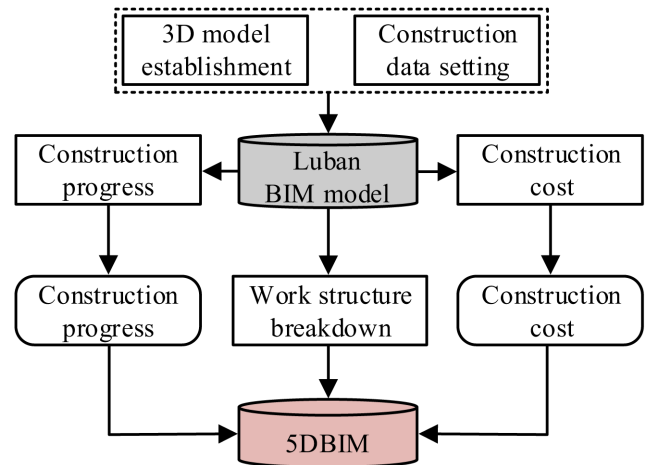 3D model
establishment
Construction
data setting
Construction
progress
Luban
BIM model
Construction
cost
Construction
progress
Work structure
breakdown
Construction
cost
5DBIM